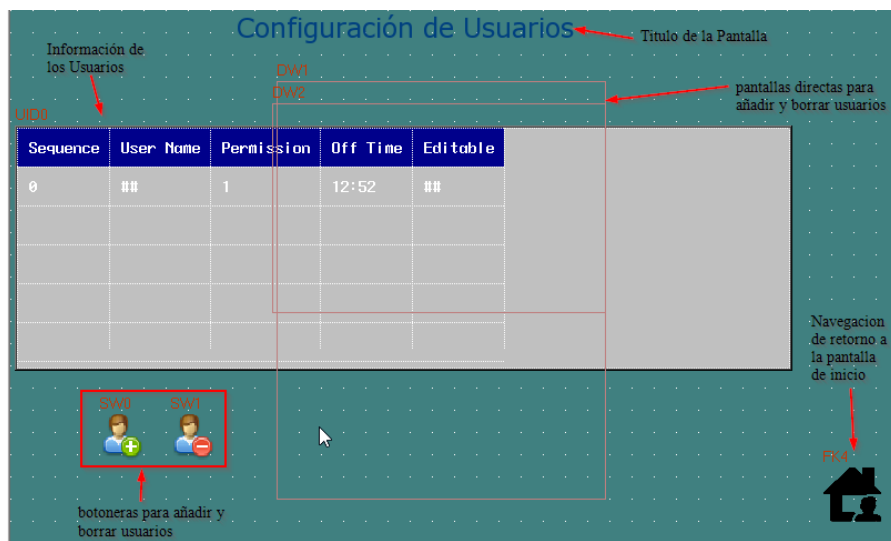 Configuración de Usuarios
Titulo de la Pantalla
Información de
los Usuarios
DW1
pantallas directas para
añadir y borrar usuarios
DW2
UID0
Sequence User Name Permission Off Time Editable
0 ## 1 12:52 ##
Navegacion
de retorno a
la pantalla
de inicio
SW0 SW1
FK4
botoneras para añadir y
borrar usuarios